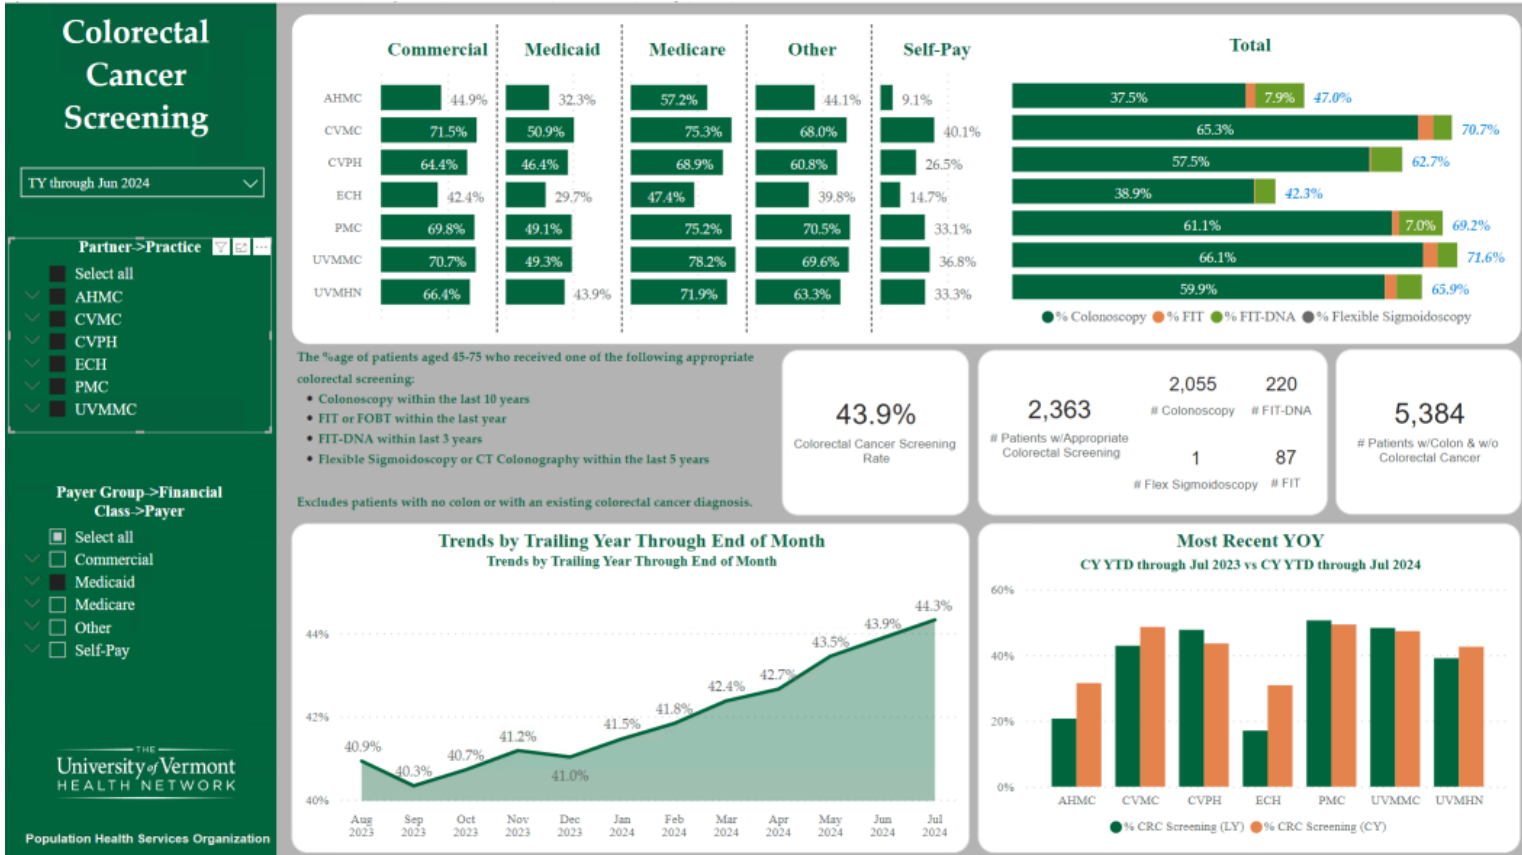 Colorectal
Cancer
Screening
TY through Jun 2024
Partner->Practice
Select all
AHMC
CVMC
CVPH
ECH
PMC
UVMMC
Payer Group->Financial
Class->Payer
Select all
Commercial
Medicaid
Medicare
Other
Self-Pay
THE
University of Vermont
HEALTH NETWORK
Population Health Services Organization
Commercial Medicaid Medicare Other Self-Pay Total
AHMC 44.9% 32.3% 57.2% 44.1% 9.1% 37.5% 7.9% 47.0%
CVMC 71.5% 50.9% 75.3% 68.0% 40.1% 65.3% 70.7%
CVPH 64.4% 46.4% 68.9% 60.8% 26.5% 57.5% 62.7%
ECH 42.4% 29.7% 47.4% 39.8% 14.7% 38.9% 42.3%
PMC 69.8% 49.1% 75.2% 70.5% 33.1% 61.1% 7.0% 69.2%
UVMMC 70.7% 49.3% 78.2% 69.6% 36.8% 66.1% 71.6%
UVMHN 66.4% 43.9% 71.9% 63.3% 33.3% 59.9% 65.9%
% Colonoscopy % FIT % FIT-DNA % Flexible Sigmoidoscopy
The %age of patients aged 45-75 who received one of the following appropriate
colorectal screening:
• Colonoscopy within the last 10 years
• FIT or FOBT within the last year
• FIT-DNA within last 3 years
• Flexible Sigmoidoscopy or CT Colonography within the last 5 years
Excludes patients with no colon or with an existing colorectal cancer diagnosis.
43.9%
Colorectal Cancer Screening
Rate
2,363
# Patients w/Appropriate
Colorectal Screening
2,055 220
# Colonoscopy # FIT-DNA
1 87
# Flex Sigmoidoscopy # FIT
5,384
# Patients w/Colon & w/o
Colorectal Cancer
Trends by Trailing Year Through End of Month
Trends by Trailing Year Through End of Month
44%
42%
40%
40.9% 40.3% 40.7% 41.2% 41.0% 41.5% 41.8% 42.4% 42.7% 43.5% 43.9% 44.3%
Aug Sep Oct Nov Dec Jan Feb Mar Apr May Jun Jul
2023 2023 2023 2023 2023 2024 2024 2024 2024 2024 2024 2024
Most Recent YOY
CY YTD through Jul 2023 vs CY YTD through Jul 2024
60%
40%
20%
0%
AHMC CVMC CVPH ECH PMC UVMMC UVMHN
% CRC Screening (LY) % CRC Screening (CY)